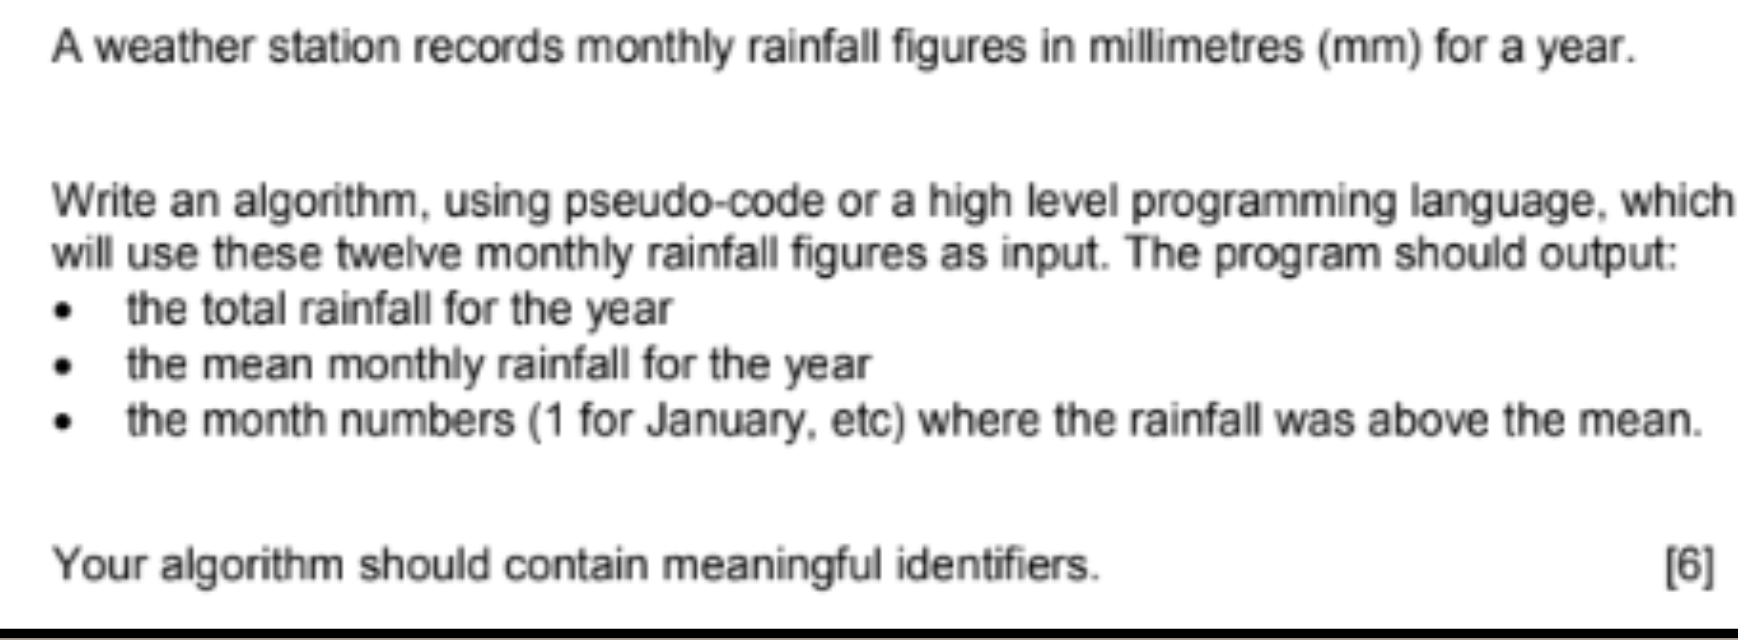 A weather station records monthly rainfall figures in millimetres (mm) for a year.
Write an algorithm, using pseudo-code or a high level programming language, which
will use these twelve monthly rainfall figures as input. The program should output:
• the total rainfall for the year
• the mean monthly rainfall for the year
• the month numbers (1 for January, etc) where the rainfall was above the mean.
Your algorithm should contain meaningful identifiers. [6]